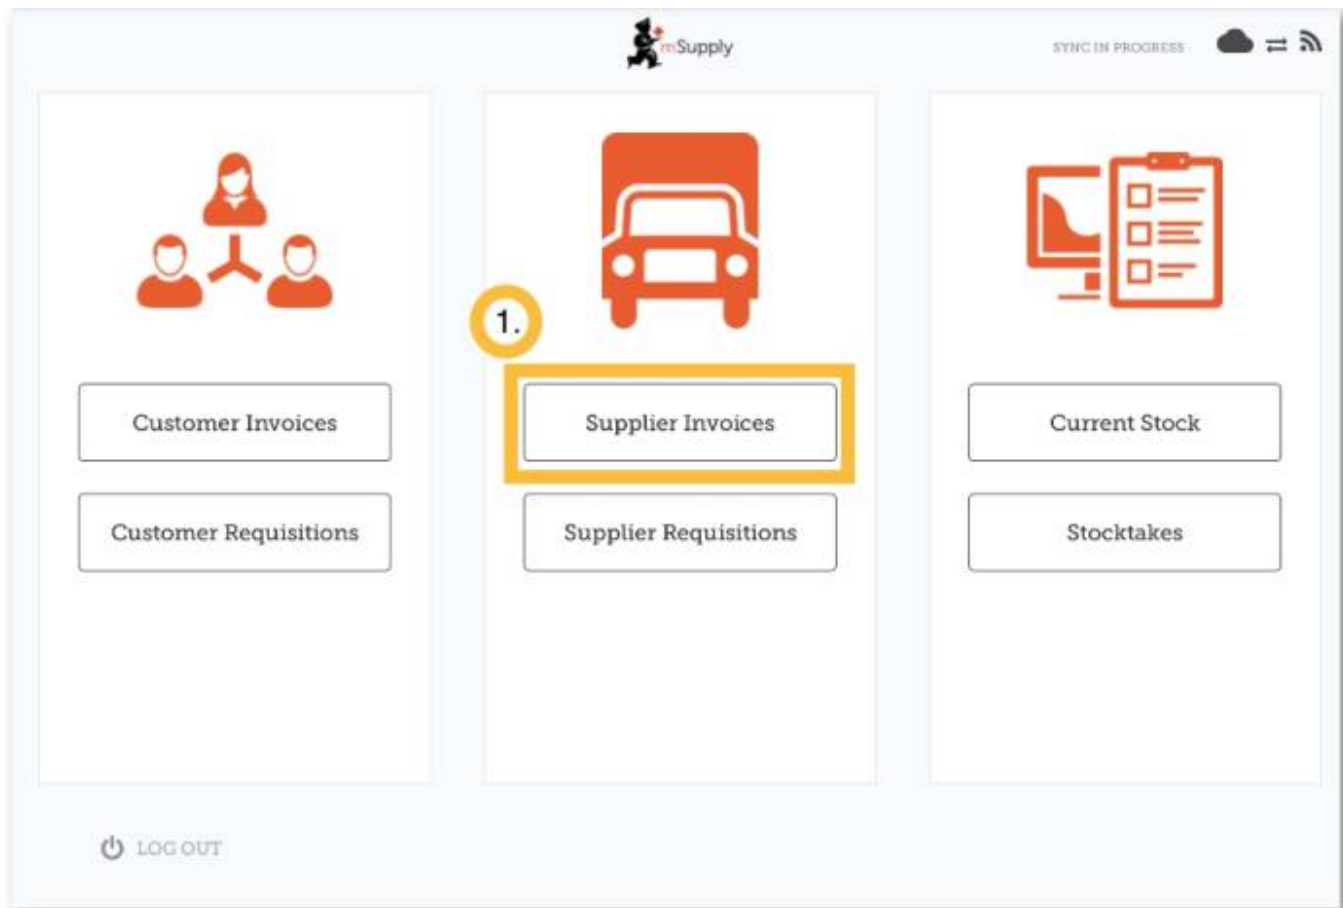 mSupply
SYNC IN PROGRESS
1.
Customer Invoices
Supplier Invoices
Current Stock
Customer Requisitions
Supplier Requisitions
Stocktakes
LOG OUT